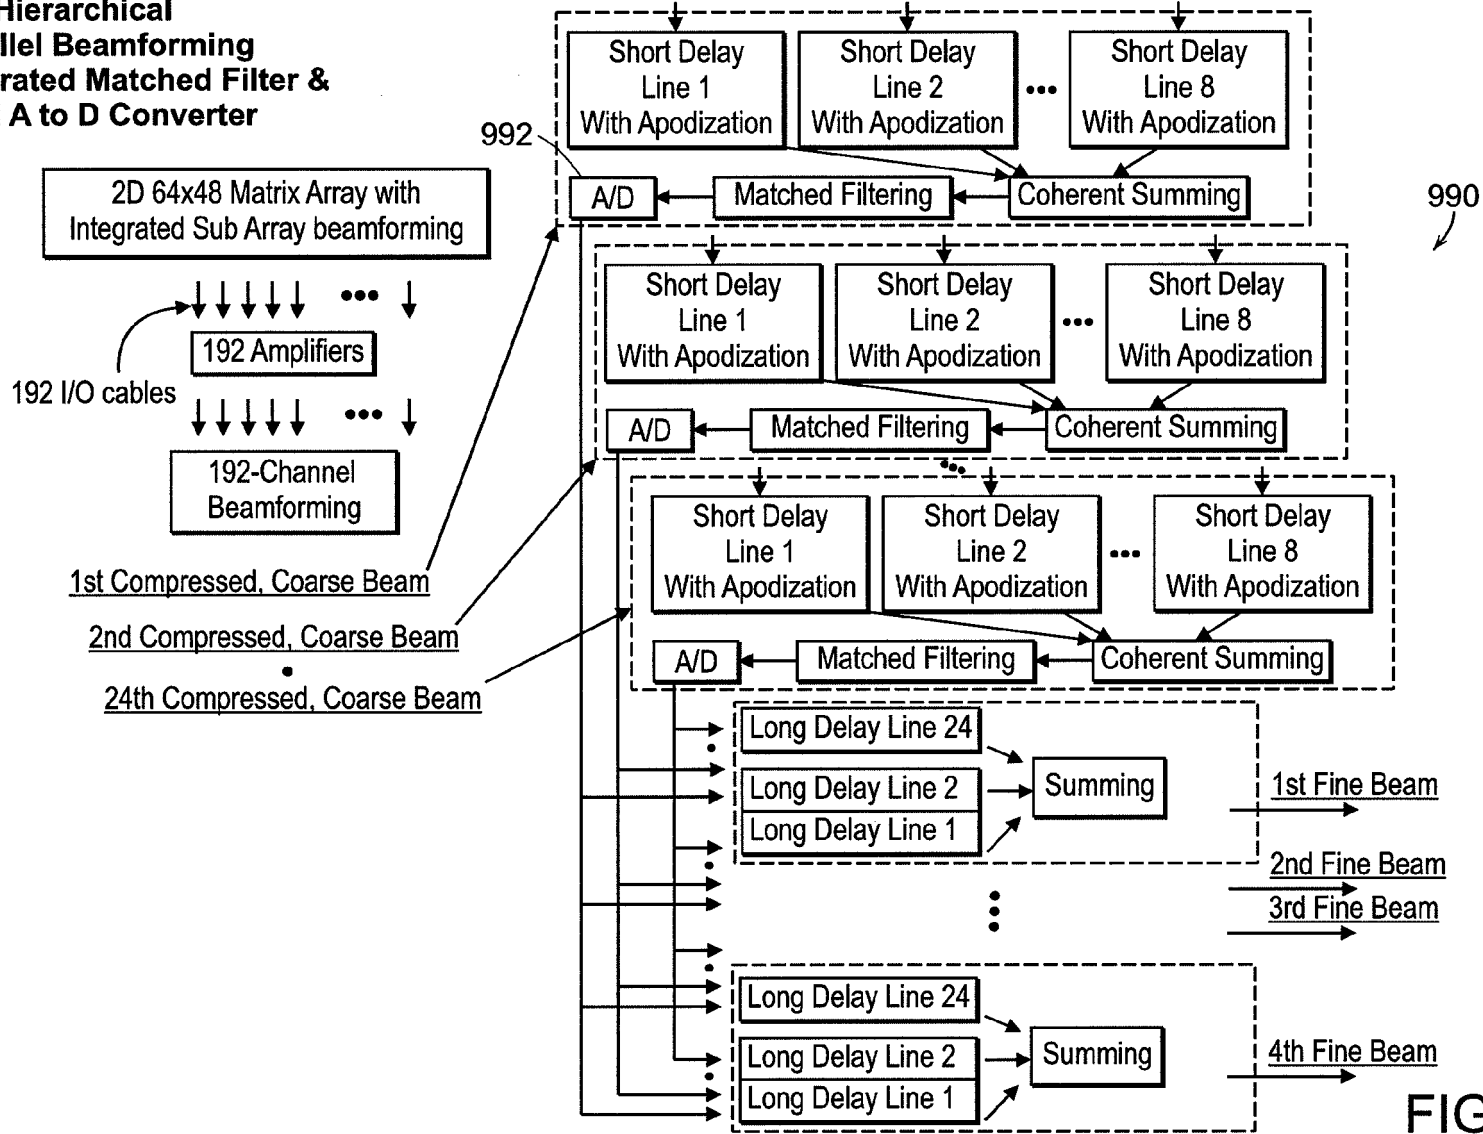 Hierarchical
llel Beamforming
rated Matched Filter &
A to D Converter
992
990
2D 64x48 Matrix Array with
Integrated Sub Array beamforming
192 Amplifiers
192 I/O cables
192-Channel
Beamforming
1st Compressed, Coarse Beam
2nd Compressed, Coarse Beam
24th Compressed, Coarse Beam
Short Delay
Line 1
With Apodization
Short Delay
Line 2
With Apodization
Short Delay
Line 8
With Apodization
A/D
Matched Filtering
Coherent Summing
Short Delay
Line 1
With Apodization
Short Delay
Line 2
With Apodization
Short Delay
Line 8
With Apodization
A/D
Matched Filtering
Coherent Summing
Short Delay
Line 1
With Apodization
Short Delay
Line 2
With Apodization
Short Delay
Line 8
With Apodization
A/D
Matched Filtering
Coherent Summing
Long Delay Line 24
Long Delay Line 2
Long Delay Line 1
Summing
1st Fine Beam
2nd Fine Beam
3rd Fine Beam
Long Delay Line 24
Long Delay Line 2
Long Delay Line 1
Summing
4th Fine Beam
FIG